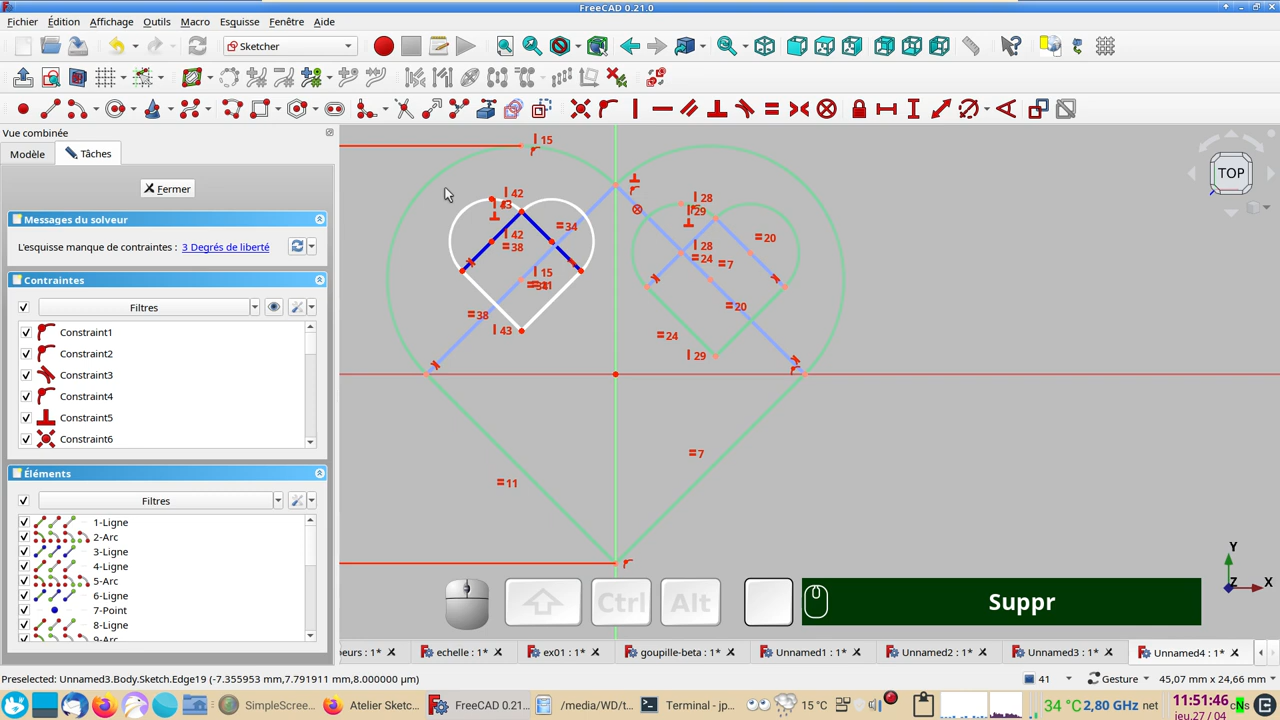 FreeCAD 0.21.0
Fichier Édition Affichage Outils Macro Esquisse Fenêtre Aide
Sketcher
Vue combinée
Modèle Tâches
Fermer
Messages du solveur
L'esquisse manque de contraintes : 3 Degrés de liberté
Contraintes
Filtres
Constraint1
Constraint2
Constraint3
Constraint4
Constraint5
Constraint6
Éléments
Filtres
1-Ligne
2-Arc
3-Ligne
4-Ligne
5-Arc
6-Ligne
7-Point
8-Ligne
9-Arc
15
42
43
34
42
38
15
38
43
28
29
20
28
24
7
20
24
29
7
11
TOP
Y
Z
X
Ctrl Alt Suppr
eurs : 1* echelle : 1* ex01 : 1* goupille-beta : 1* Unnamed1 : 1* Unnamed2 : 1* Unnamed3 : 1* Unnamed4 : 1*
Preselected: Unnamed3.Body.Sketch.Edge19 (-7.355953 mm,7.791911 mm,8.000000 µm) 41 Gesture 45,07 mm x 24,66 mm
SimpleScree... Atelier Sketc... FreeCAD 0.21... /media/WD/t... Terminal - jp... 15 °C 34 °C 2,80 GHz net 11:51:46
jeu.27 / 04